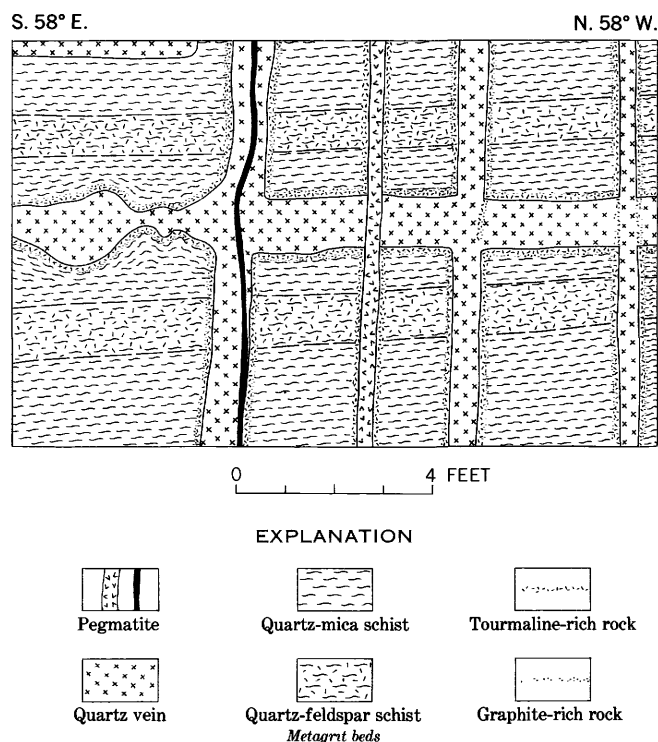 S. 58° E.
N. 58° W.
0 4 FEET
EXPLANATION
Pegmatite
Quartz-mica schist
Tourmaline-rich rock
Quartz vein
Quartz-feldspar schist
Metagrit beds
Graphite-rich rock